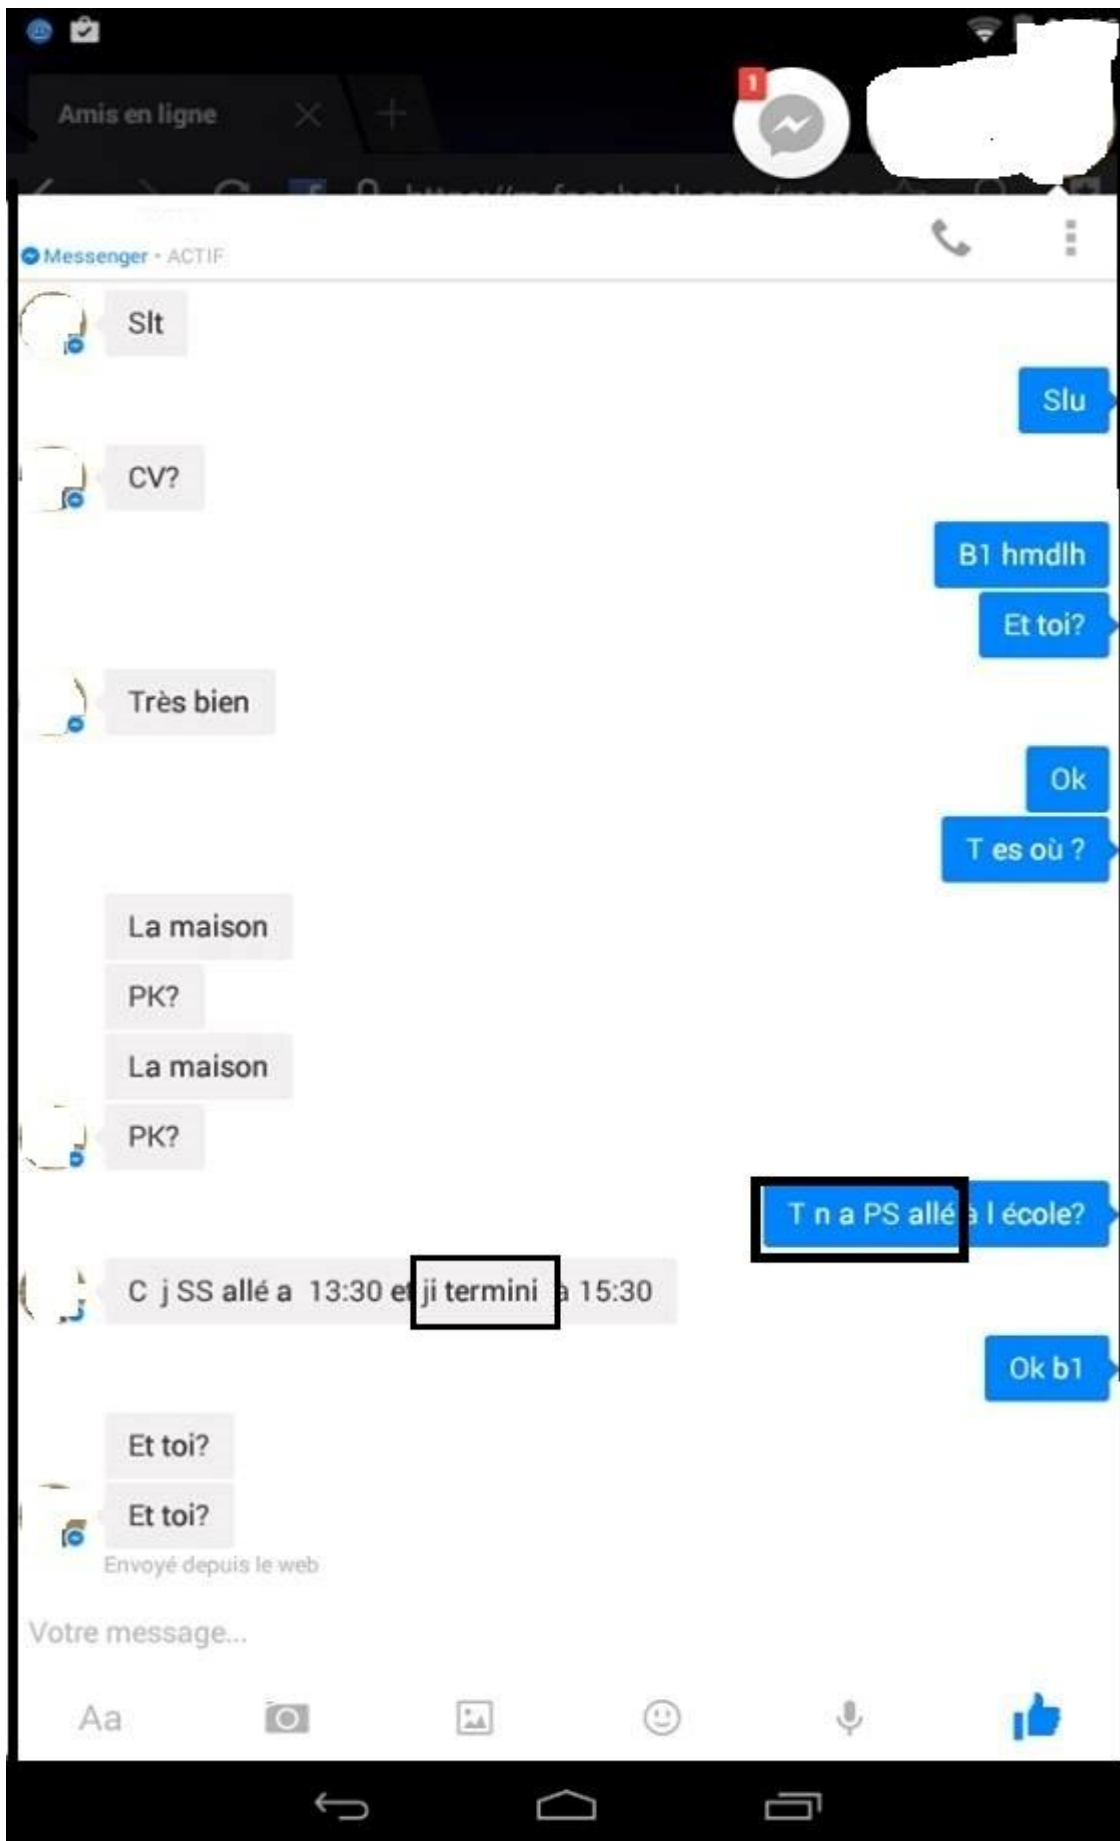 Amis en ligne
1
Messenger • ACTIF
Slt
Slu
CV?
B1 hmdlh
Et toi?
Très bien
Ok
T es où ?
La maison
PK?
La maison
PK?
T n a PS allé à l école?
C j SS allé a 13:30 et ji termini à 15:30
Ok b1
Et toi?
Et toi?
Envoyé depuis le web
Votre message...
Aa